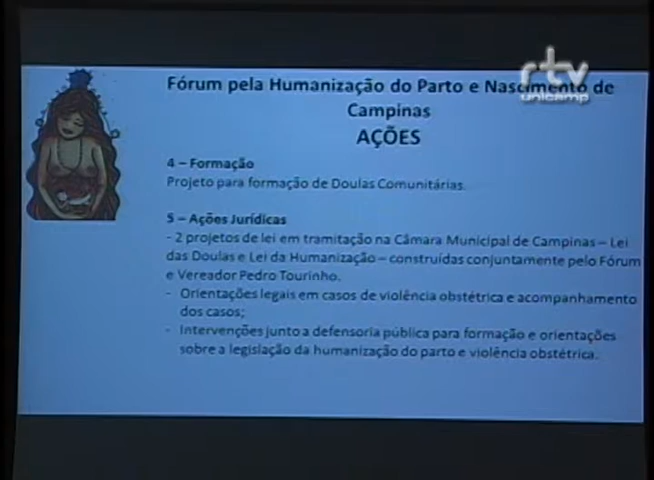 rtv
unicamp
Fórum pela Humanização do Parto e Nascimento de
Campinas
AÇÕES
4 – Formação
Projeto para formação de Doulas Comunitárias.
5 – Ações Jurídicas
- 2 projetos de lei em tramitação na Câmara Municipal de Campinas – Lei
das Doulas e Lei da Humanização – construídas conjuntamente pelo Fórum
e Vereador Pedro Tourinho.
- Orientações legais em casos de violência obstétrica e acompanhamento
dos casos;
- Intervenções junto a defensoria pública para formação e orientações
sobre a legislação da humanização do parto e violência obstétrica.